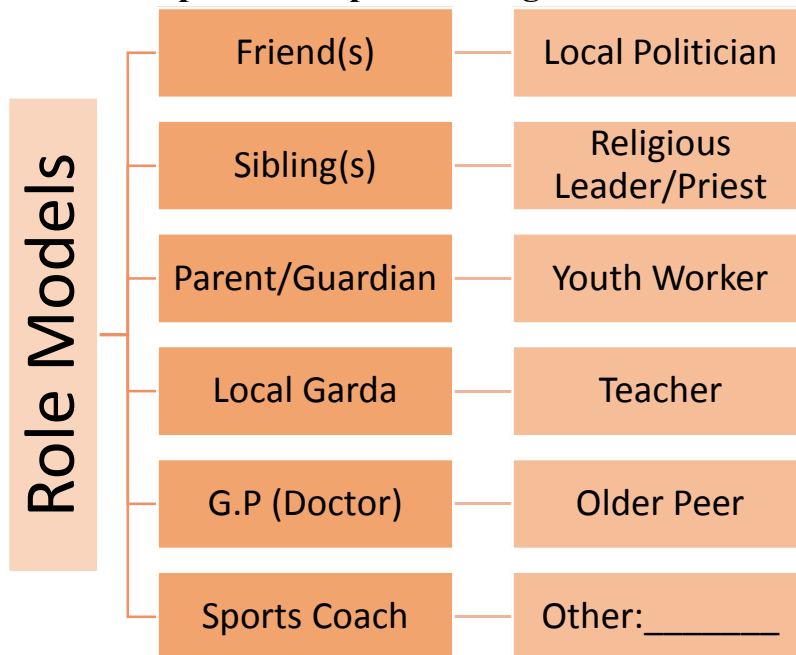 Role Models
Friend(s)
Local Politician
Sibling(s)
Religious
Leader/Priest
Parent/Guardian
Youth Worker
Local Garda
Teacher
G.P (Doctor)
Older Peer
Sports Coach
Other:_______